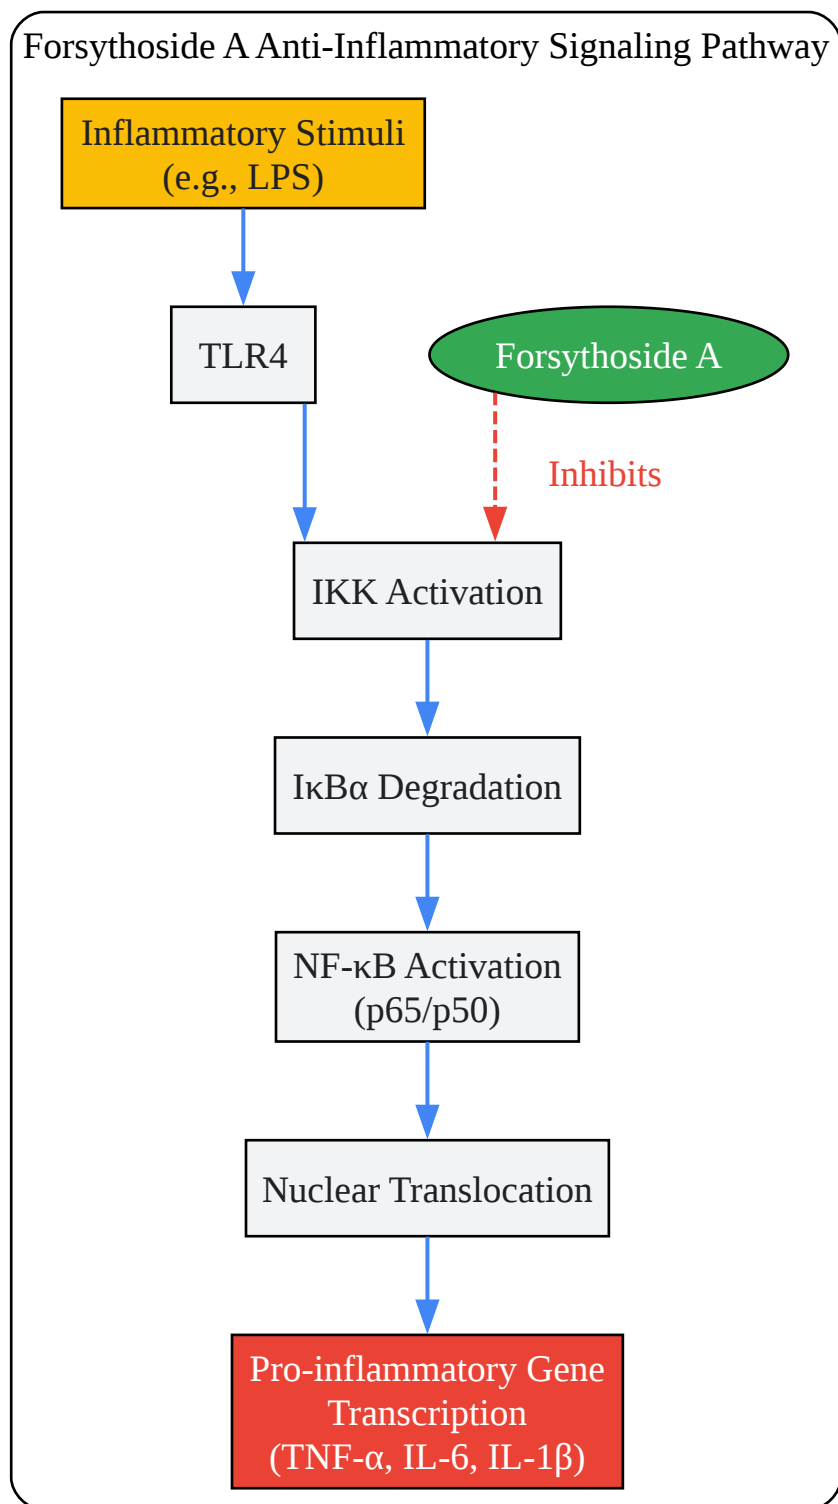 Forsythoside A Anti-Inflammatory Signaling Pathway
Inflammatory Stimuli
(e.g., LPS)
TLR4
Forsythoside A
Inhibits
IKK Activation
IκBα Degradation
NF-κB Activation
(p65/p50)
Nuclear Translocation
Pro-inflammatory Gene
Transcription
(TNF-α, IL-6, IL-1β)